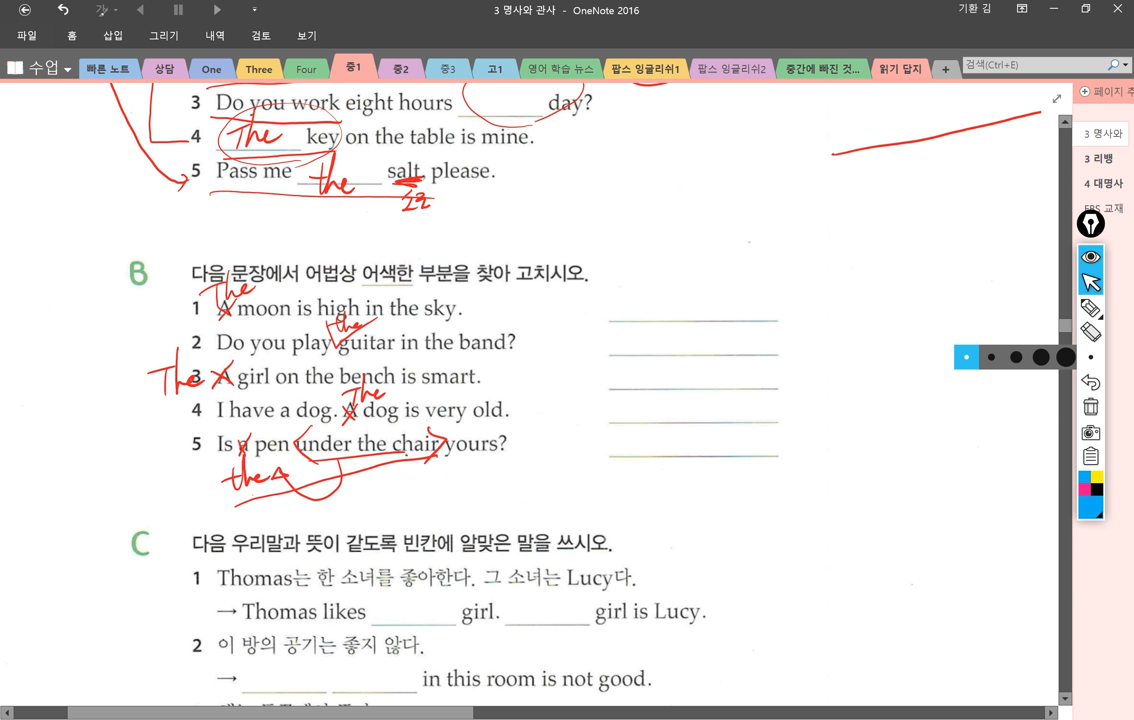 3 명사와 관사 - OneNote 2016
기환 김
파일 홈 삽입 그리기 내역 검토 보기
수업 빠른 노트 상담 One Three Four 중1 중2 중3 고1 영어 학습 뉴스 팝스 잉글리쉬1 팝스 잉글리쉬2 중간에 빠진 것... 읽기 답지 + 검색(Ctrl+E)
페이지 추
3 명사와
3 리뱅
4 대명사
EBS 교재
3 Do you work eight hours ________ day?
4 The key on the table is mine.
5 Pass me the salt, please.
B 다음 문장에서 어법상 어색한 부분을 찾아 고치시오.
The
1 A moon is high in the sky.
the
2 Do you play guitar in the band?
The
3 A girl on the bench is smart.
The
4 I have a dog. A dog is very old.
5 Is a pen under the chair yours?
the
C 다음 우리말과 뜻이 같도록 빈칸에 알맞은 말을 쓰시오.
1 Thomas는 한 소녀를 좋아한다. 그 소녀는 Lucy다.
→ Thomas likes ________ girl. ________ girl is Lucy.
2 이 방의 공기는 좋지 않다.
→ ________ ________ in this room is not good.